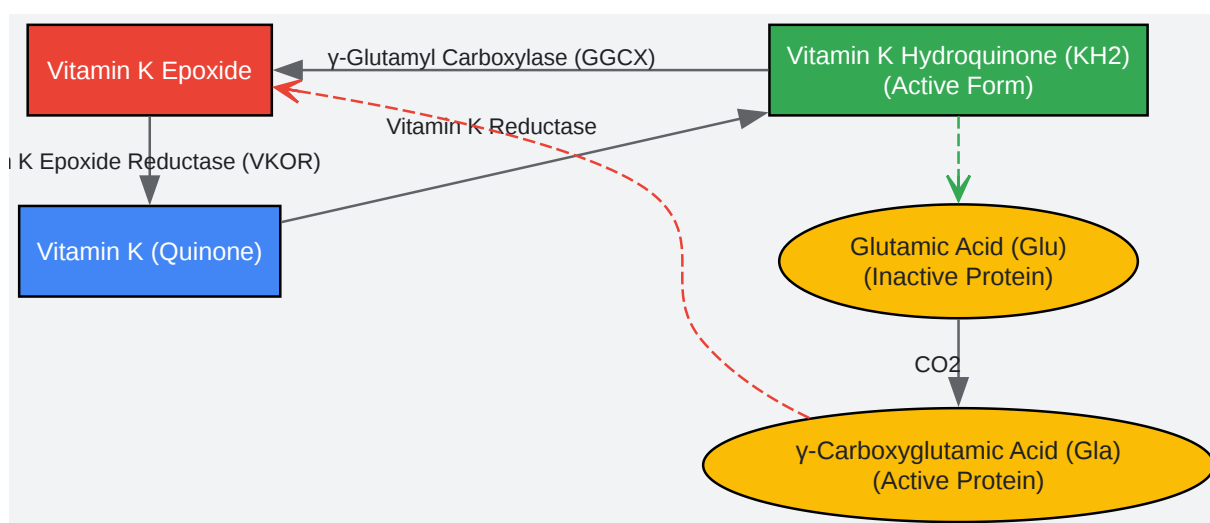 Vitamin K Epoxide
γ-Glutamyl Carboxylase (GGCX)
Vitamin K Hydroquinone (KH2)
(Active Form)
Vitamin K Reductase
K Epoxide Reductase (VKOR)
Vitamin K (Quinone)
Glutamic Acid (Glu)
(Inactive Protein)
CO2
γ-Carboxyglutamic Acid (Gla)
(Active Protein)